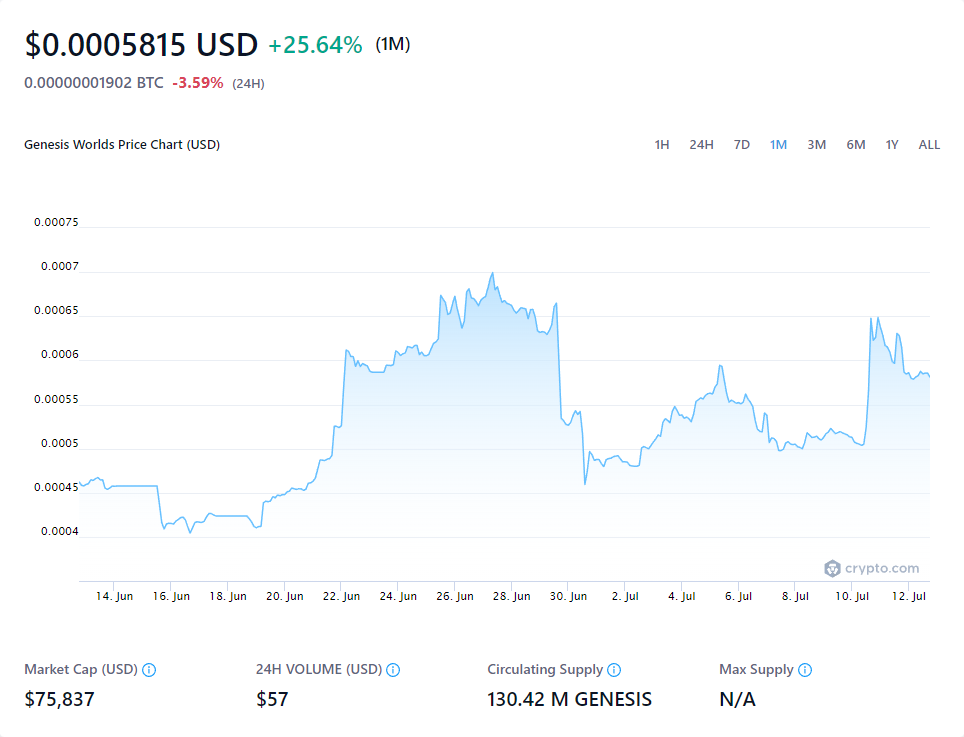 $0.0005815 USD +25.64% (1M)
0.00000001902 BTC -3.59% (24H)
Genesis Worlds Price Chart (USD) 1H 24H 7D 1M 3M 6M 1Y ALL
0.00075
0.0007
0.00065
0.0006
0.00055
0.0005
0.00045
0.0004
crypto.com
14. Jun 16. Jun 18. Jun 20. Jun 22. Jun 24. Jun 26. Jun 28. Jun 30. Jun 2. Jul 4. Jul 6. Jul 8. Jul 10. Jul 12. Jul
Market Cap (USD) 24H VOLUME (USD) Circulating Supply Max Supply
$75,837 $57 130.42 M GENESIS N/A